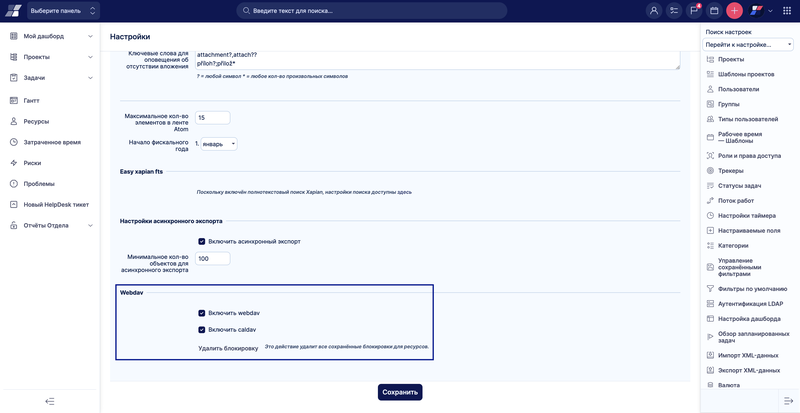 Выберите панель
Введите текст для поиска...
4
Мой дашборд
Проекты
Задачи
Гантт
Ресурсы
Затраченное время
Риски
Проблемы
Новый HelpDesk тикет
Отчёты Отдела
Настройки
Ключевые слова для
оповещения об
отсутствии вложения
attachment?,attach??
příloh?;přílož*
? = любой символ * = любое кол-во произвольных символов
Максимальное кол-во
элементов в ленте
Atom
15
Начало фискального
года
1. январь
Easy xapian fts
Поскольку включён полнотекстовый поиск Xapian, настройки поиска доступны здесь
Настройки асинхронного экспорта
Включить асинхронный экспорт
Минимальное кол-во
объектов для
асинхронного экспорта
100
Webdav
Включить webdav
Включить caldav
Удалить блокировку
Это действие удалит все сохранённые блокировки для ресурсов.
Сохранить
Поиск настроек
Перейти к настройке...
Проекты
Шаблоны проектов
Пользователи
Группы
Типы пользователей
Рабочее время
— Шаблоны
Роли и права доступа
Трекеры
Статусы задач
Поток работ
Настройки таймера
Настраиваемые поля
Категории
Управление
сохранёнными
фильтрами
Фильтры по умолчанию
Аутентификация LDAP
Настройка дашборда
Обзор запланированных
задач
Импорт XML-данных
Экспорт XML-данных
Валюта